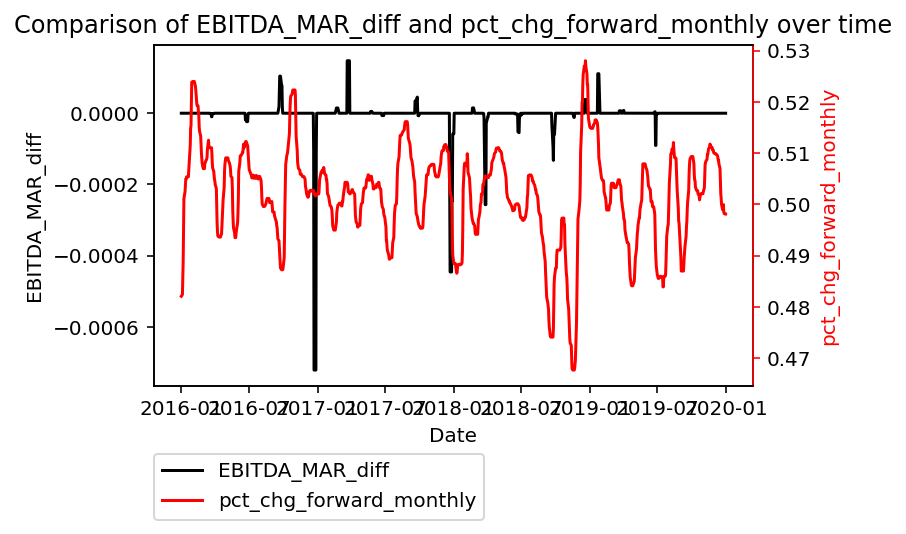 Comparison of EBITDA_MAR_diff and pct_chg_forward_monthly over time
0.0000
−0.0002
−0.0004
−0.0006
EBITDA_MAR_diff
0.53
0.52
0.51
0.50
0.49
0.48
0.47
pct_chg_forward_monthly
2016-01 2016-07 2017-01 2017-07 2018-01 2018-07 2019-01 2019-07 2020-01
Date
EBITDA_MAR_diff
pct_chg_forward_monthly